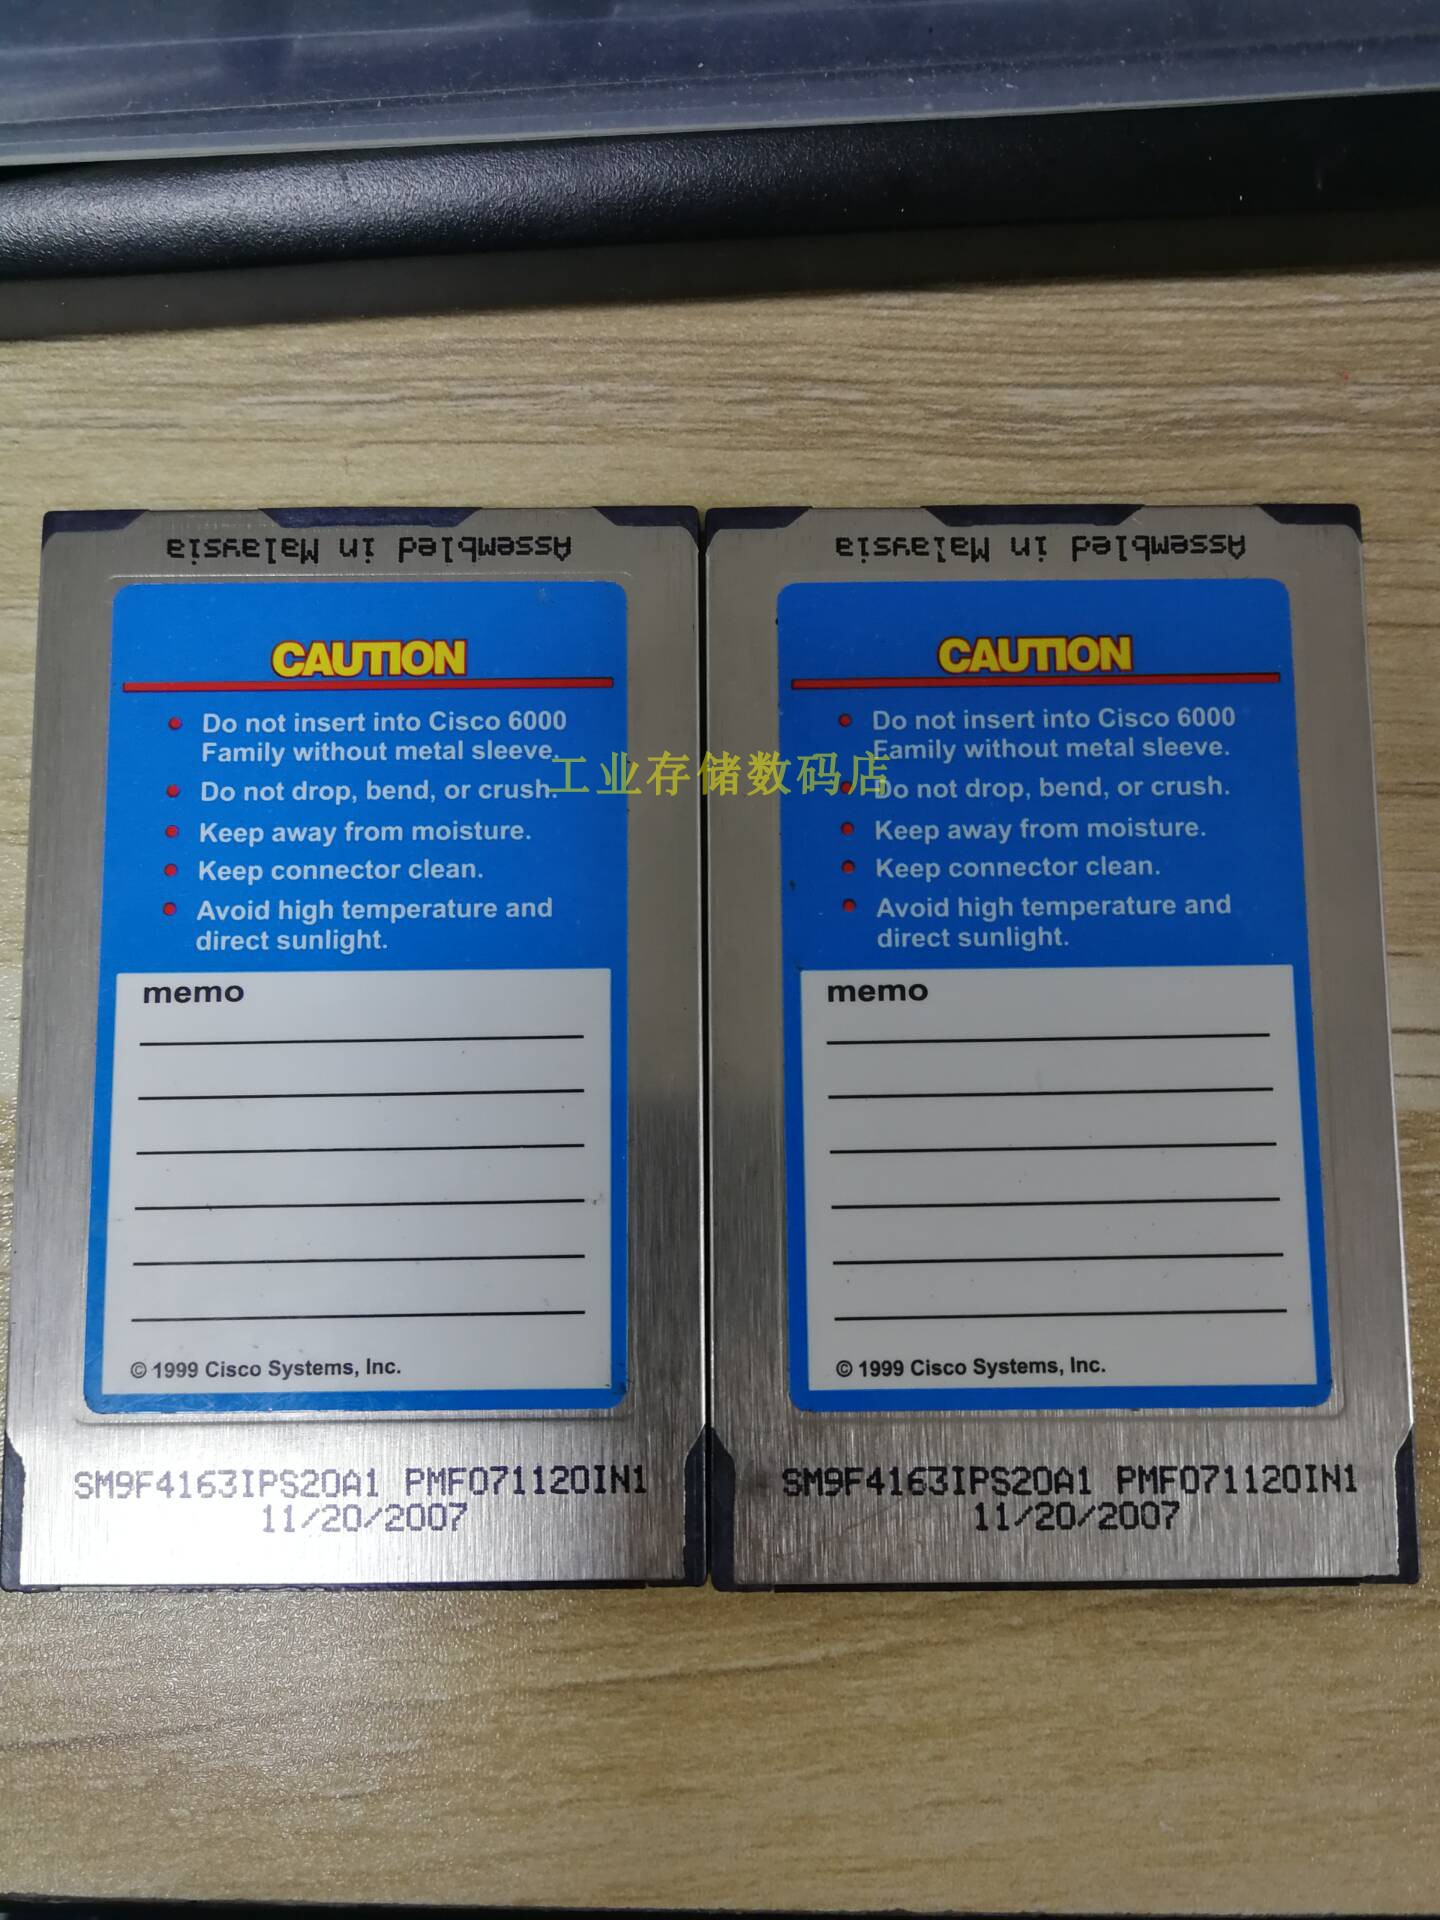 Assembled in Malaysia
CAUTION
Do not insert into Cisco 6000
Family without metal sleeve.
Do not drop, bend, or crush.
Keep away from moisture.
Keep connector clean.
Avoid high temperature and
direct sunlight.
memo
© 1999 Cisco Systems, Inc.
SM9F4163IPS20A1 PMF071120IN1
11/20/2007
Assembled in Malaysia
CAUTION
Do not insert into Cisco 6000
Family without metal sleeve.
Do not drop, bend, or crush.
Keep away from moisture.
Keep connector clean.
Avoid high temperature and
direct sunlight.
memo
© 1999 Cisco Systems, Inc.
SM9F4163IPS20A1 PMF071120IN1
11/20/2007
工业存储数码店